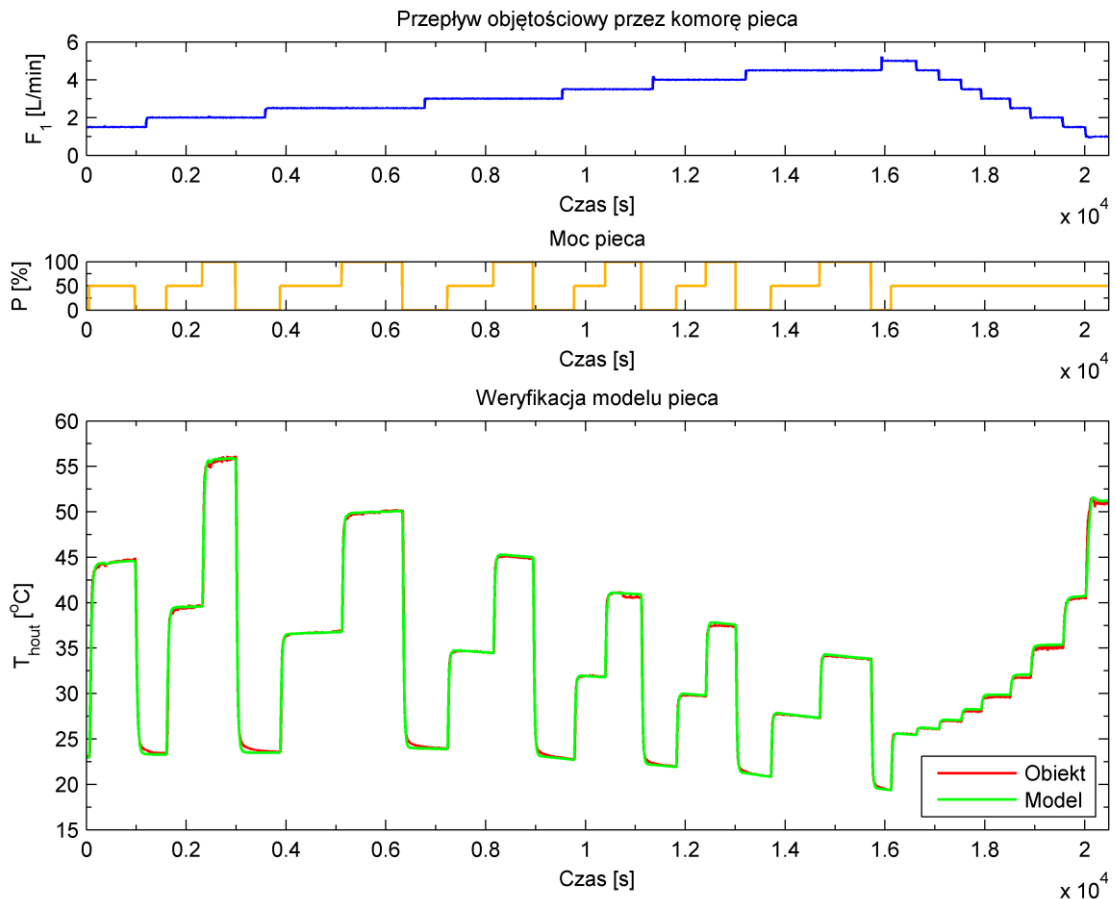 Przepływ objętościowy przez komorę pieca
6
4
2
0
F1 [L/min]
0 0.2 0.4 0.6 0.8 1 1.2 1.4 1.6 1.8 2
Czas [s]
x 10^4
Moc pieca
100
50
0
P [%]
0 0.2 0.4 0.6 0.8 1 1.2 1.4 1.6 1.8 2
Czas [s]
x 10^4
Weryfikacja modelu pieca
60
55
50
45
40
35
30
25
20
15
Thout [°C]
Obiekt
Model
0 0.2 0.4 0.6 0.8 1 1.2 1.4 1.6 1.8 2
Czas [s]
x 10^4